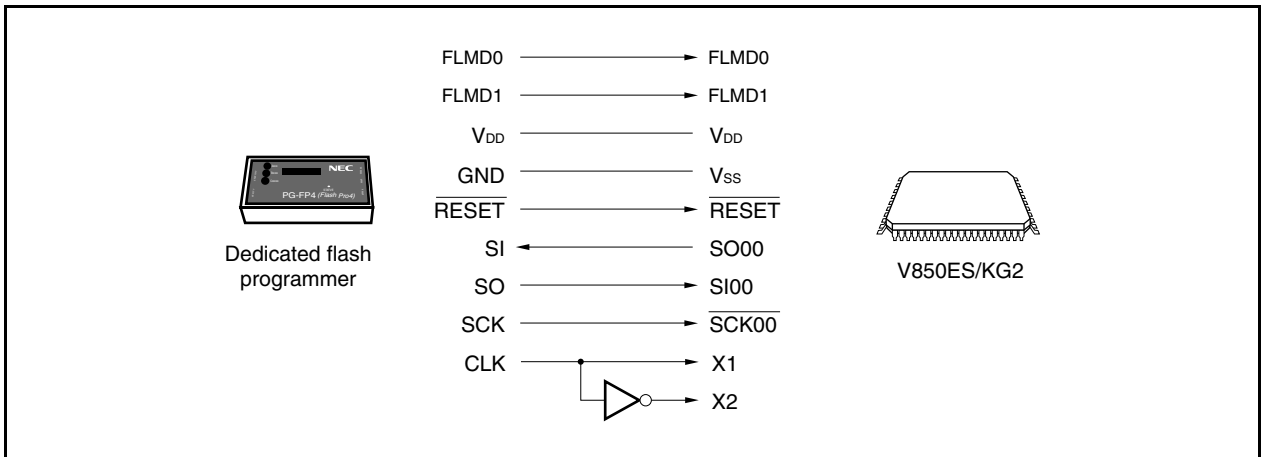 FLMD0 FLMD0
FLMD1 FLMD1
VDD VDD
GND VSS
RESET RESET
SI SO00
SO SI00
SCK SCK00
CLK X1
X2
NEC
PG-FP4 (Flash Pro4)
Dedicated flash
programmer
V850ES/KG2